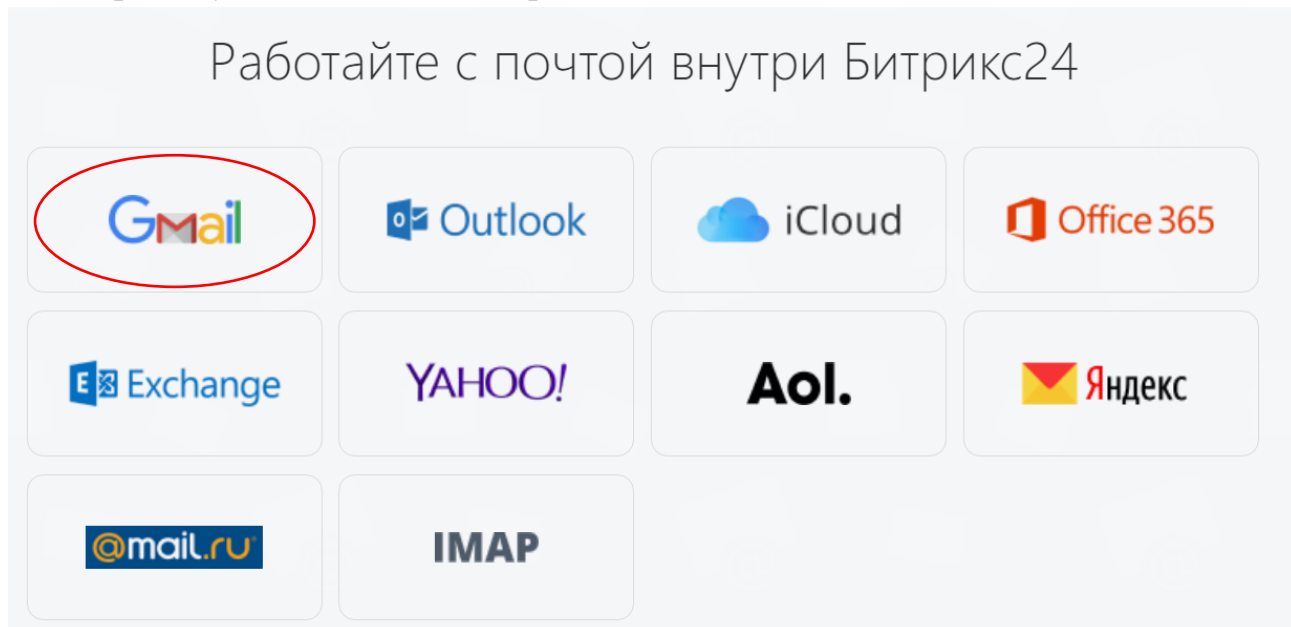 Работайте с почтой внутри Битрикс24
Gmail
Outlook
iCloud
Office 365
Exchange
YAHOO!
Aol.
Яндекс
@mail.ru
IMAP